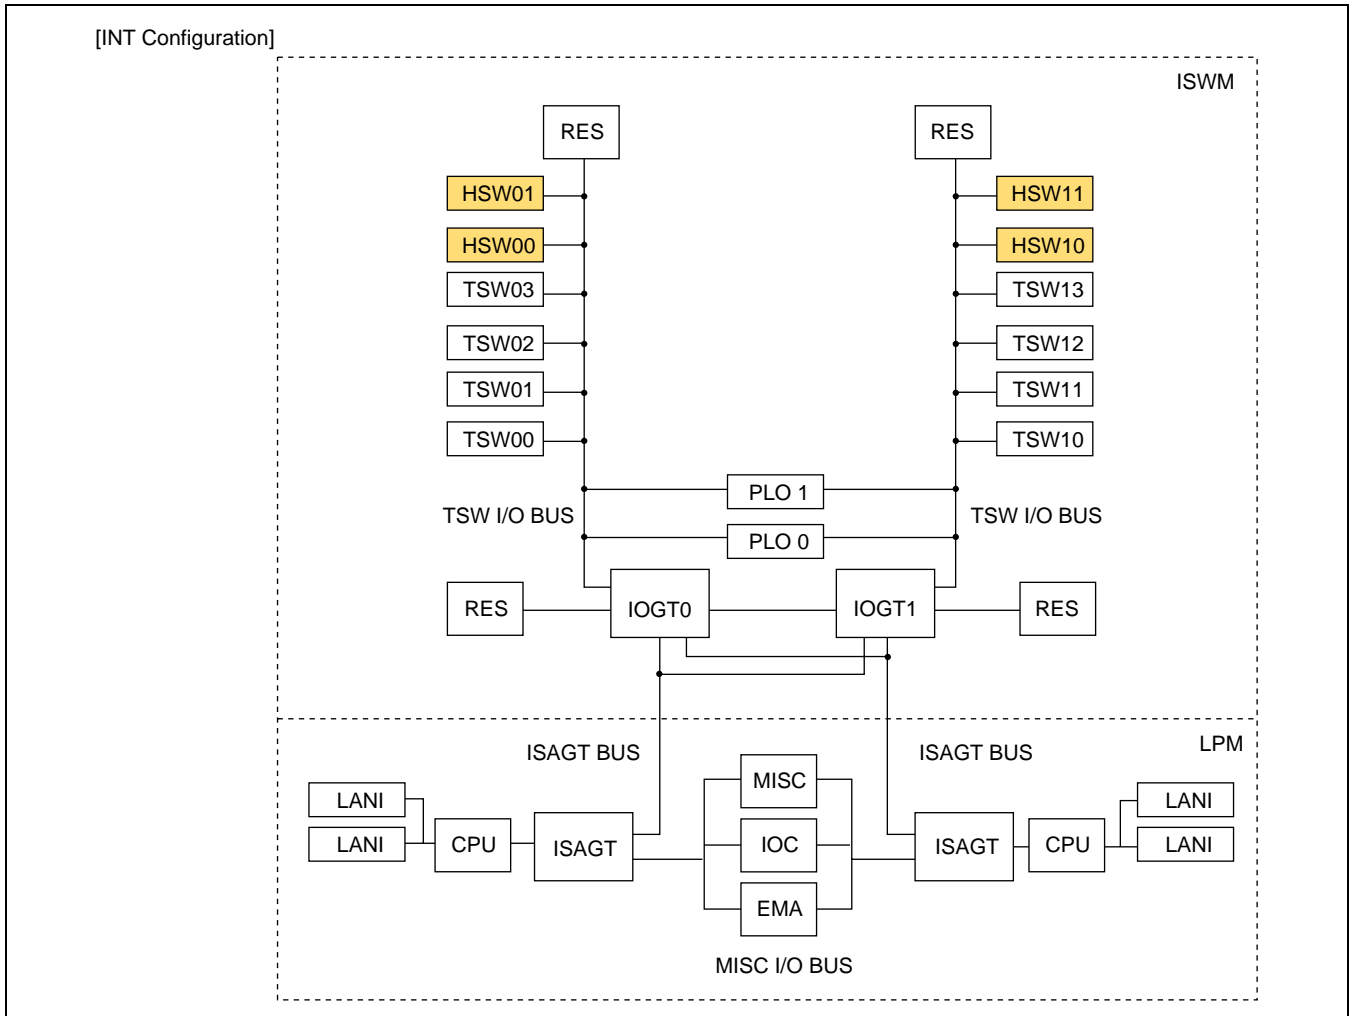 [INT Configuration]
ISWM
RES
RES
HSW01
HSW11
HSW00
HSW10
TSW03
TSW13
TSW02
TSW12
TSW01
TSW11
TSW00
TSW10
PLO 1
TSW I/O BUS
TSW I/O BUS
PLO 0
RES
IOGT0
IOGT1
RES
LPM
ISAGT BUS
ISAGT BUS
MISC
LANI
LANI
LANI
CPU
ISAGT
IOC
ISAGT
CPU
LANI
EMA
MISC I/O BUS